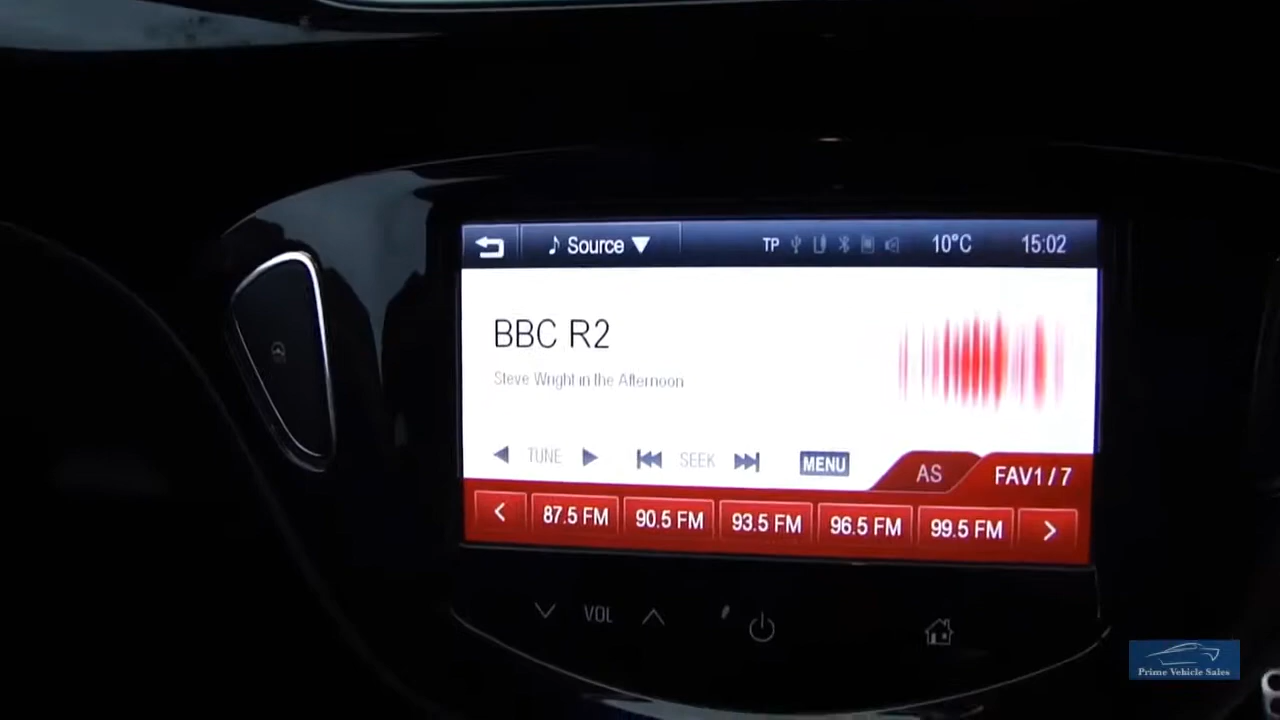 Source
TP 10°C 15:02
BBC R2
Steve Wright in the Afternoon
TUNE SEEK MENU AS FAV1/7
87.5 FM 90.5 FM 93.5 FM 96.5 FM 99.5 FM
VOL
Prime Vehicle Sales